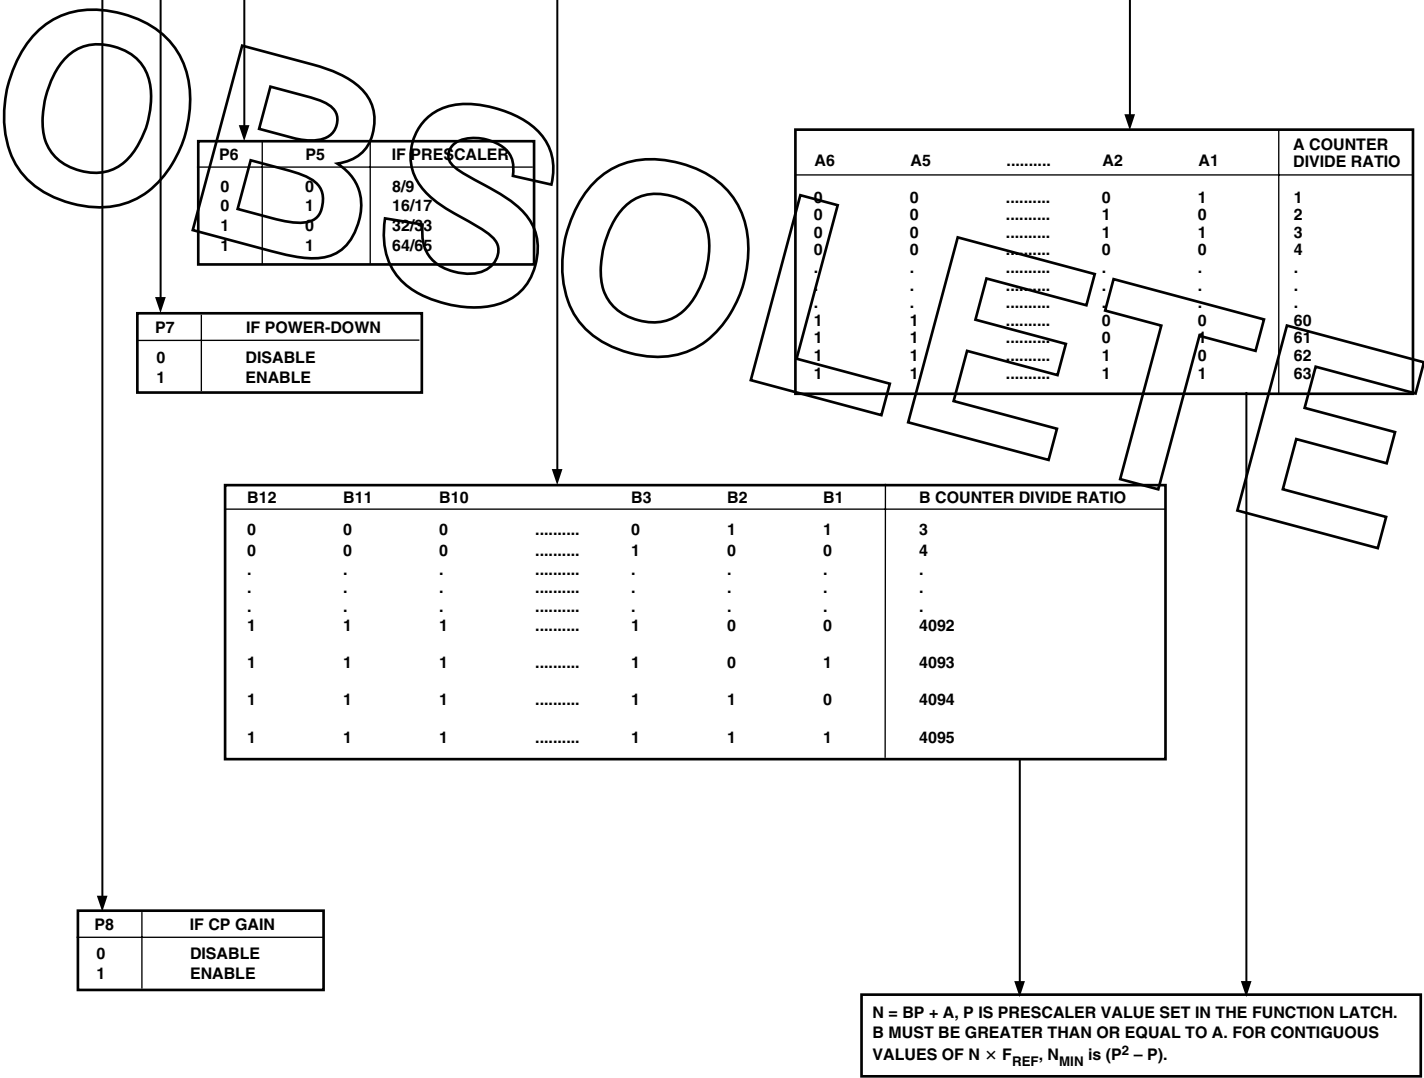 OBSOLETE
P6 P5 IF PRESCALER
0 0 8/9
0 1 16/17
1 0 32/33
1 1 64/65
A6 A5 .......... A2 A1 A COUNTER DIVIDE RATIO
0 0 .......... 0 1 1
0 0 .......... 1 0 2
0 0 .......... 1 1 3
0 0 .......... 0 0 4
. . .......... . . .
. . .......... . . .
. . .......... . . .
1 1 .......... 0 0 60
1 1 .......... 0 1 61
1 1 .......... 1 0 62
1 1 .......... 1 1 63
P7 IF POWER-DOWN
0 DISABLE
1 ENABLE
B12 B11 B10 B3 B2 B1 B COUNTER DIVIDE RATIO
0 0 0 .......... 0 1 1 3
0 0 0 .......... 1 0 0 4
. . . .......... . . . .
. . . .......... . . . .
. . . .......... . . . .
1 1 1 .......... 1 0 0 4092
1 1 1 .......... 1 0 1 4093
1 1 1 .......... 1 1 0 4094
1 1 1 .......... 1 1 1 4095
P8 IF CP GAIN
0 DISABLE
1 ENABLE
N = BP + A, P IS PRESCALER VALUE SET IN THE FUNCTION LATCH.
B MUST BE GREATER THAN OR EQUAL TO A. FOR CONTIGUOUS
VALUES OF N × F_REF, N_MIN is (P² – P).